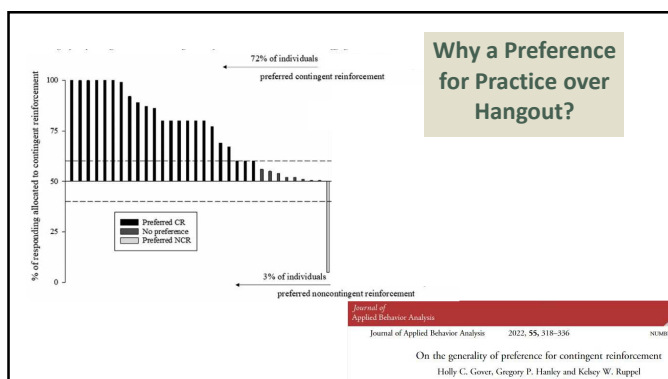 Why a Preference
for Practice over
Hangout?
72% of individuals
preferred contingent reinforcement
% of responding allocated to contingent reinforcement
100
75
50
25
0
Preferred CR
No preference
Preferred NCR
3% of individuals
preferred noncontingent reinforcement
Journal of
Applied Behavior Analysis
Journal of Applied Behavior Analysis 2022, 55, 318–336 NUMB
On the generality of preference for contingent reinforcement
Holly C. Gover, Gregory P. Hanley and Kelsey W. Ruppel